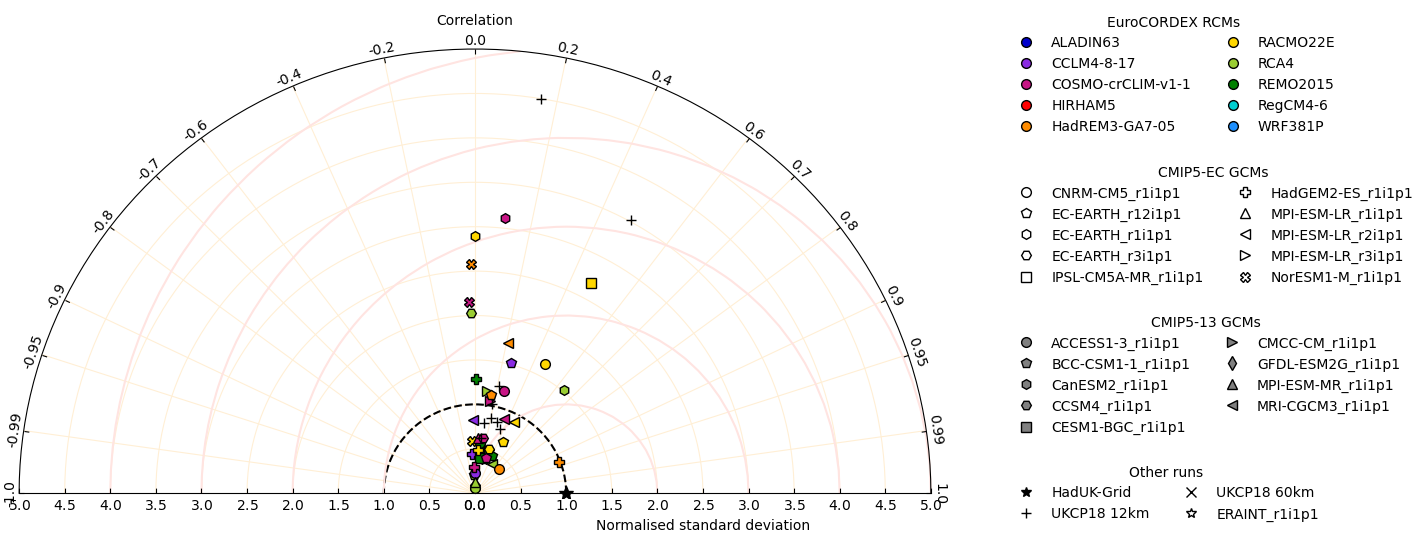 Correlation
0.0
-0.2
0.2
-0.4
0.4
-0.6
0.6
-0.7
0.7
-0.8
0.8
-0.9
0.9
-0.95
0.95
-0.99
0.99
-1.0
1.0
5.0 4.5 4.0 3.5 3.0 2.5 2.0 1.5 1.0 0.5 0.0 0.5 1.0 1.5 2.0 2.5 3.0 3.5 4.0 4.5 5.0
Normalised standard deviation
EuroCORDEX RCMs
ALADIN63 RACMO22E
CCLM4-8-17 RCA4
COSMO-crCLIM-v1-1 REMO2015
HIRHAM5 RegCM4-6
HadREM3-GA7-05 WRF381P
CMIP5-EC GCMs
CNRM-CM5_r1i1p1 HadGEM2-ES_r1i1p1
EC-EARTH_r12i1p1 MPI-ESM-LR_r1i1p1
EC-EARTH_r1i1p1 MPI-ESM-LR_r2i1p1
EC-EARTH_r3i1p1 MPI-ESM-LR_r3i1p1
IPSL-CM5A-MR_r1i1p1 NorESM1-M_r1i1p1
CMIP5-13 GCMs
ACCESS1-3_r1i1p1 CMCC-CM_r1i1p1
BCC-CSM1-1_r1i1p1 GFDL-ESM2G_r1i1p1
CanESM2_r1i1p1 MPI-ESM-MR_r1i1p1
CCSM4_r1i1p1 MRI-CGCM3_r1i1p1
CESM1-BGC_r1i1p1
Other runs
HadUK-Grid UKCP18 60km
UKCP18 12km ERAINT_r1i1p1